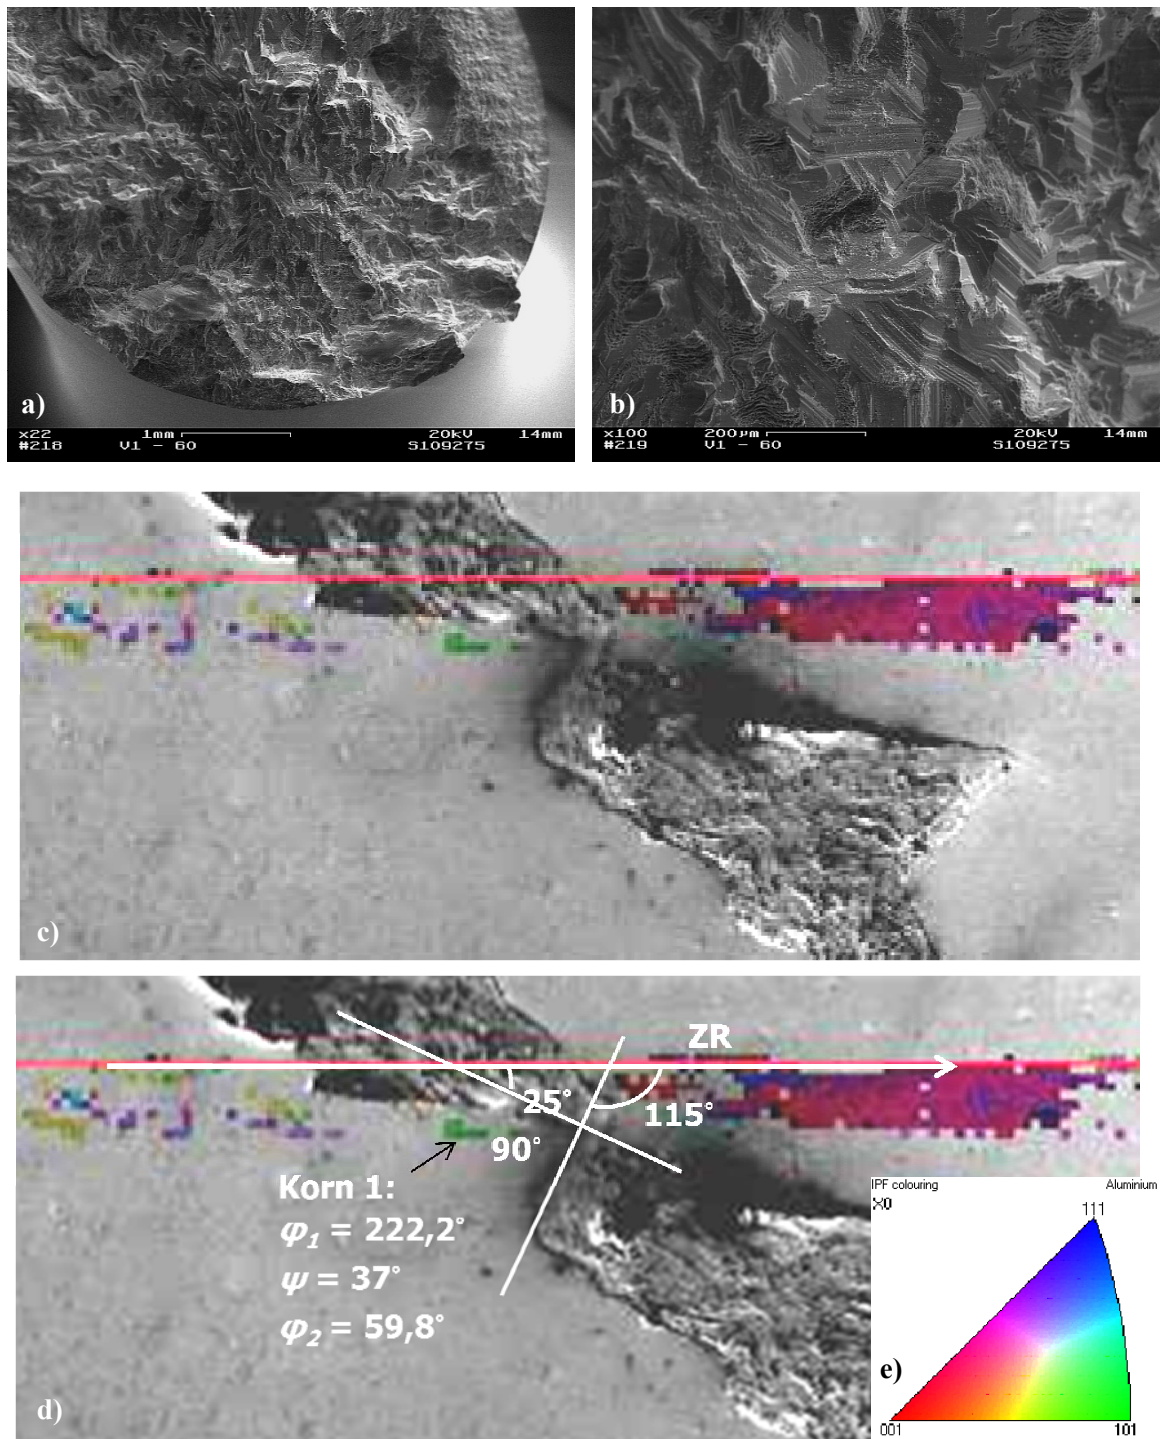 a)
x22 1mm 20kV 14mm
#218 V1 - 60 S109275
b)
x100 200µm 20kV 14mm
#219 V1 - 60 S109275
c)
ZR
25°
115°
90°
Korn 1:
φ1 = 222,2°
ψ = 37°
φ2 = 59,8°
d)
IPF colouring Aluminium
X0
111
e)
001 101